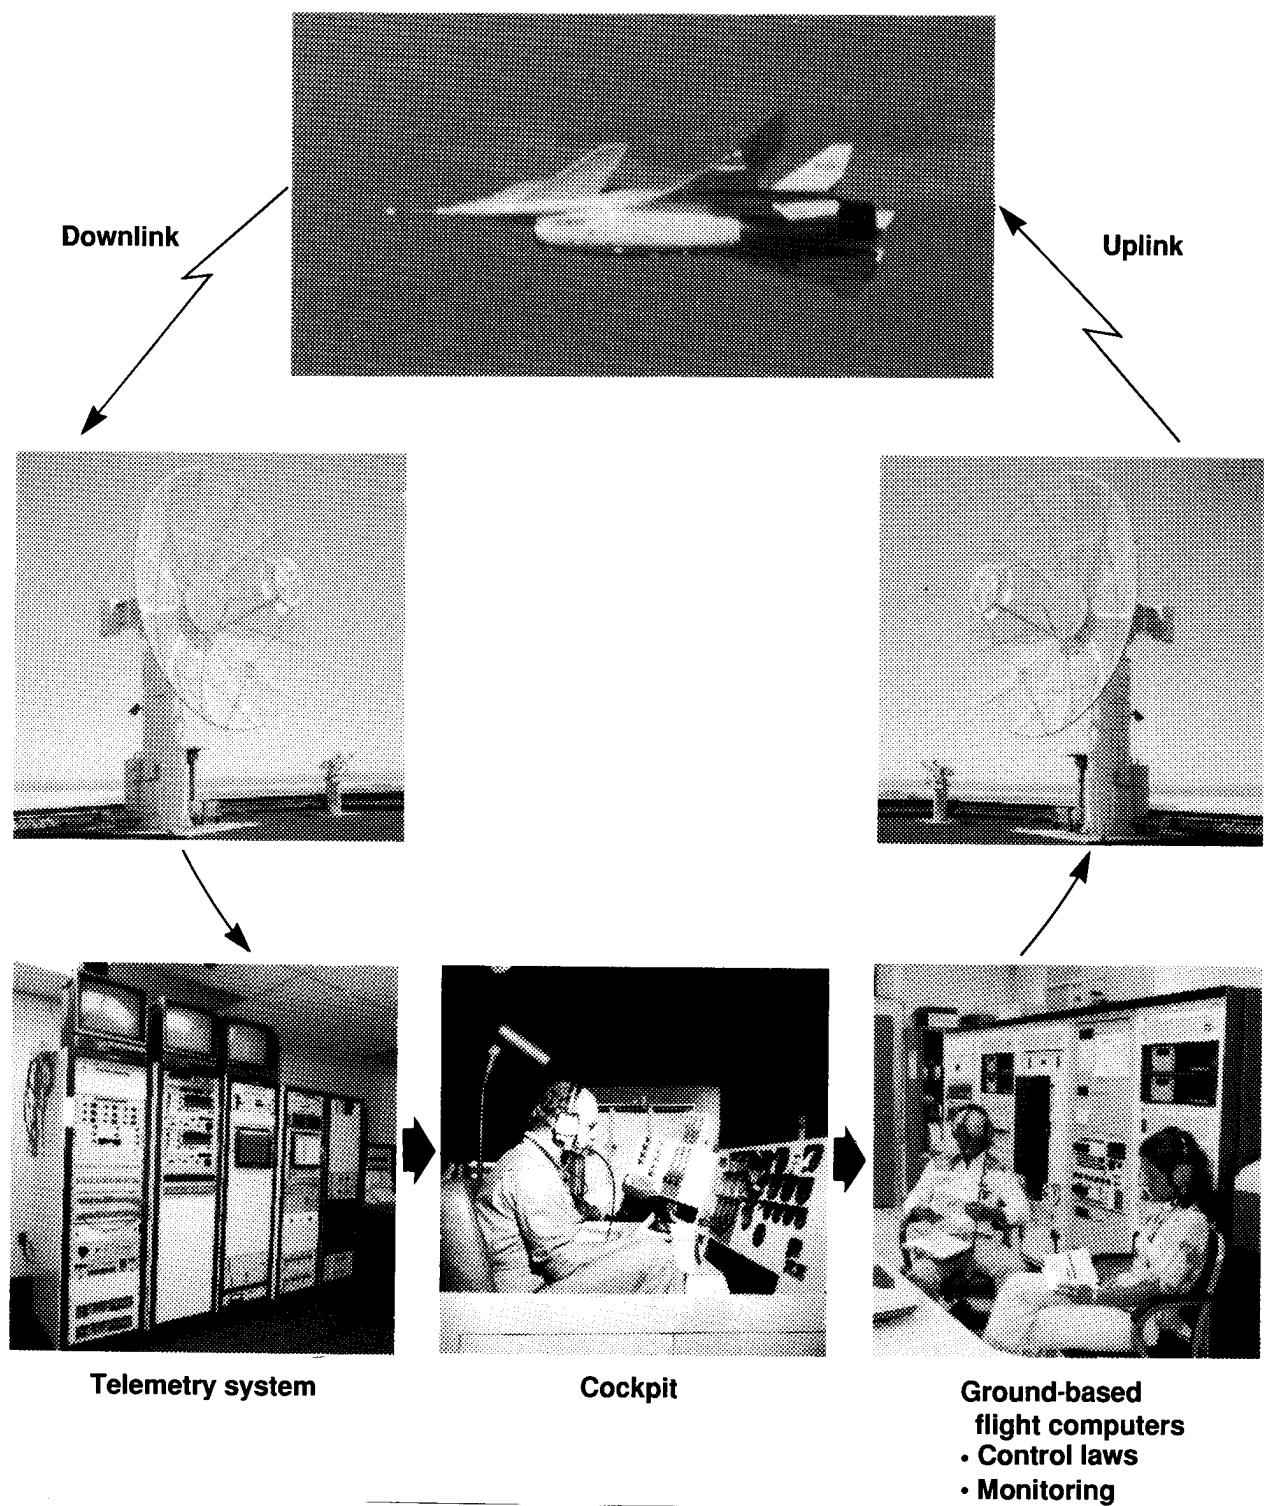 Downlink
Uplink
Telemetry system
Cockpit
Ground-based
flight computers
• Control laws
• Monitoring